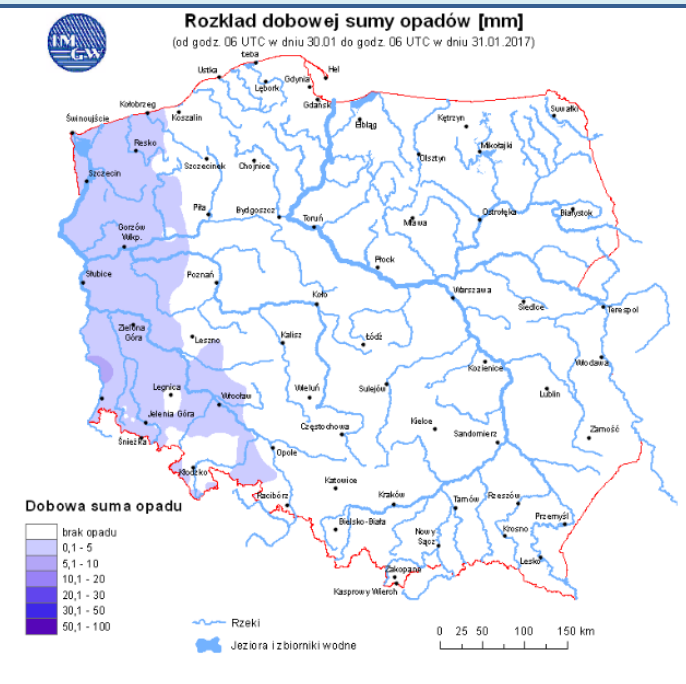 Rozklad dobowej sumy opadów [mm]
(od godz. 06 UTC w dniu 30.01 do godz. 06 UTC w dniu 31.01.2017)
I.M
G-W
Łeba
Hel
Ustka
Gdynia
Lębork
Gdańsk
Kołobrzeg
Koszalin
Świnoujście
Suwałki
Elbląg
Kętrzyn
Resko
Mikołajki
Olsztyn
Szczecinek
Chojnice
Szczecin
Piła
Bydgoszcz
Toruń
Mława
Ostrołęka
Białystok
Gorzów
Wlkp.
Płock
Słubice
Poznań
Warszawa
Koło
Siedlce
Terespol
Zielona
Góra
Leszno
Kalisz
Łódź
Kozienice
Włodawa
Legnica
Wrocław
Wieluń
Sulejów
Lublin
Jelenia Góra
Częstochowa
Kielce
Sandomierz
Zamość
Śnieżka
Opole
Kłodzko
Katowice
Racibórz
Kraków
Tarnów
Rzeszów
Przemyśl
Bielsko-Biała
Nowy
Sącz
Krosno
Lesko
Zakopane
Kasprowy Wierch
Dobowa suma opadu
brak opadu
0,1 - 5
5,1 - 10
10,1 - 20
20,1 - 30
30,1 - 50
50,1 - 100
Rzeki
Jeziora i zbiorniki wodne
0 25 50 100 150 km